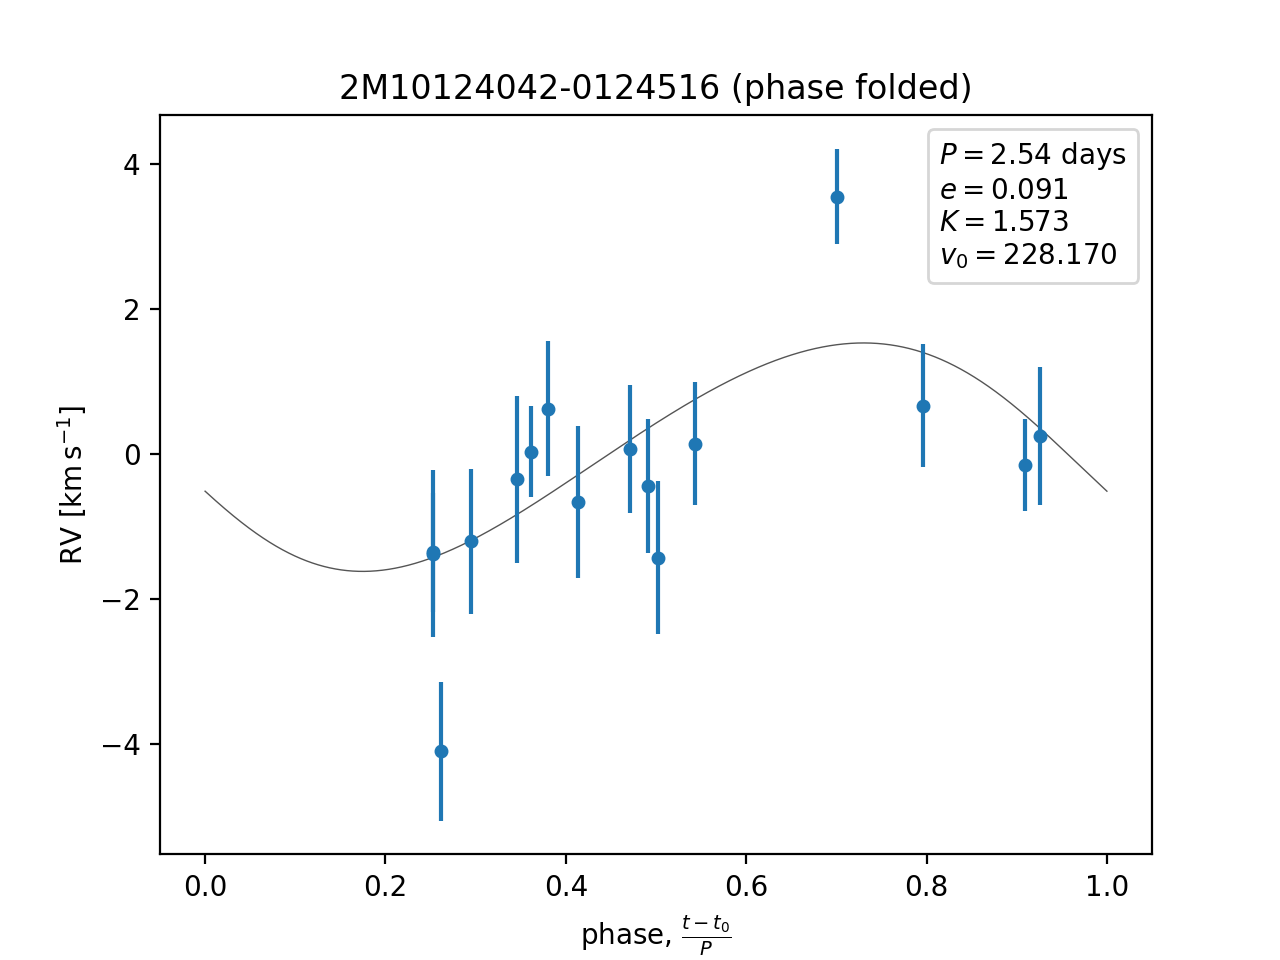 2M10124042-0124516 (phase folded)
P = 2.54 days
e = 0.091
K = 1.573
v₀ = 228.170
4
2
0
−2
−4
RV [km s⁻¹]
0.0 0.2 0.4 0.6 0.8 1.0
phase, (t − t₀)/P